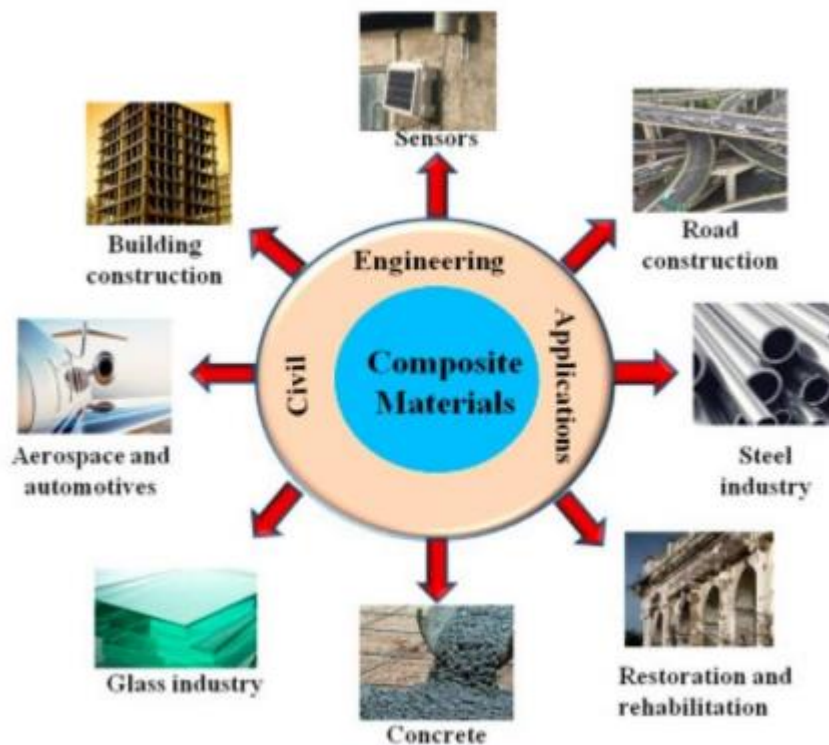 Sensors
Building
construction
Road
construction
Engineering
Civil
Applications
Composite
Materials
Aerospace and
automotives
Steel
industry
Glass industry
Concrete
Restoration and
rehabilitation